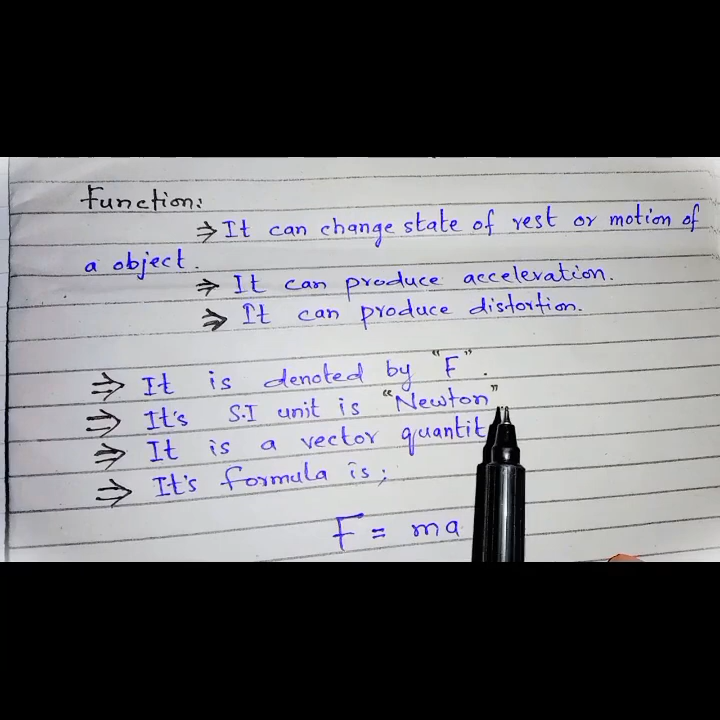 Function:
⇒ It can change state of rest or motion of
a object.
⇒ It can produce acceleration.
⇒ It can produce distortion.
⇒ It is denoted by "F".
⇒ It's S.I unit is "Newton"
⇒ It is a vector quantit
⇒ It's formula is;
F = ma